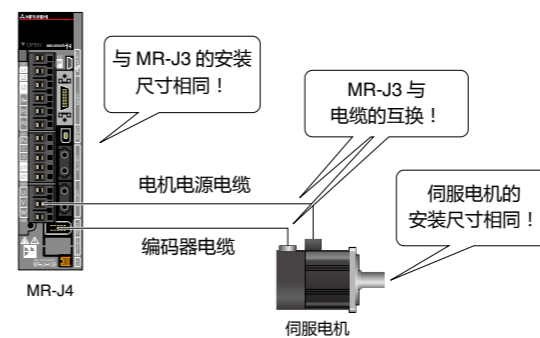 MITSUBISHI
OPEN
与 MR-J3 的安装
尺寸相同！
MR-J3 与
电缆的互换！
电机电源电缆
伺服电机的
安装尺寸相同！
编码器电缆
MR-J4
伺服电机